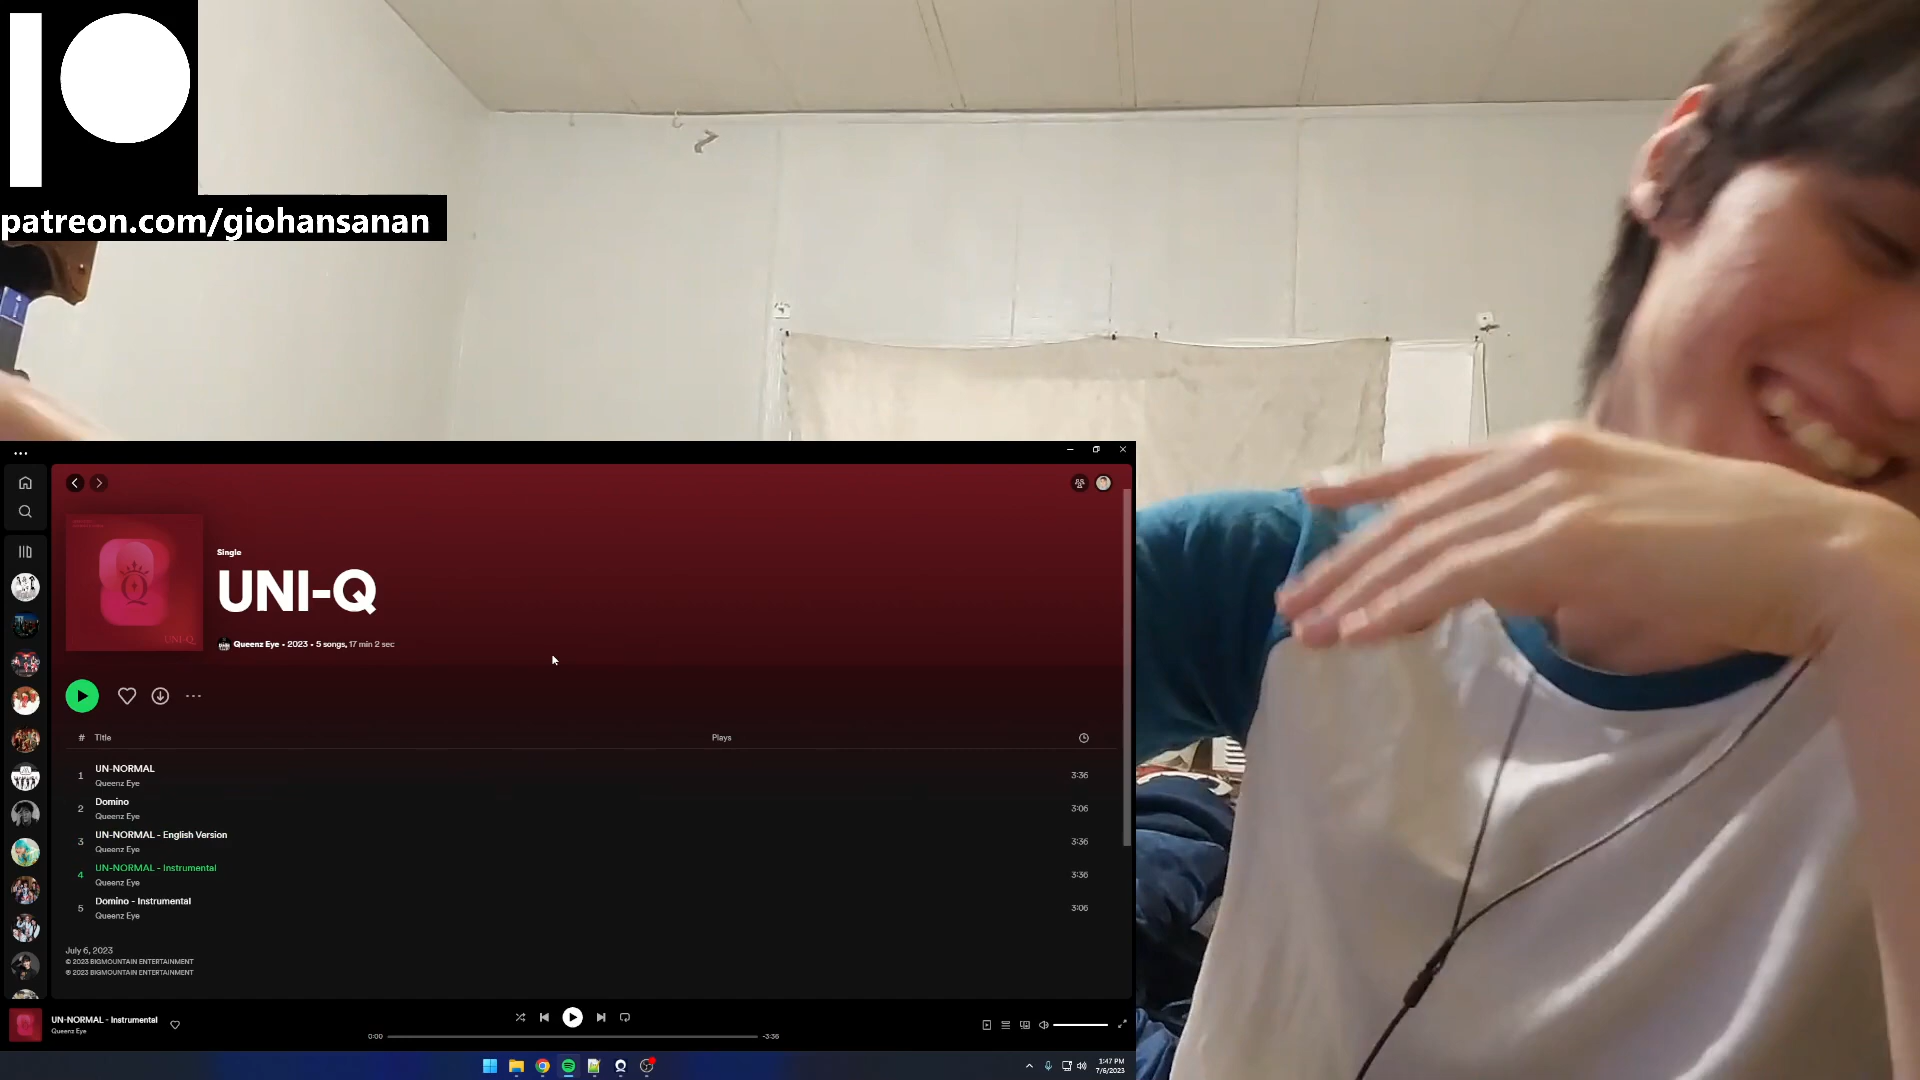 patreon.com/giohansanan
Single
UNI-Q
Queenz Eye • 2023 • 5 songs, 17 min 2 sec
# Title Plays
1 UN-NORMAL 3:36
Queenz Eye
2 Domino 3:06
Queenz Eye
3 UN-NORMAL - English Version 3:36
Queenz Eye
4 UN-NORMAL - Instrumental 3:36
Queenz Eye
5 Domino - Instrumental 3:06
Queenz Eye
July 6, 2023
© 2023 BIGMOUNTAIN ENTERTAINMENT
℗ 2023 BIGMOUNTAIN ENTERTAINMENT
UN-NORMAL - Instrumental
Queenz Eye
0:00 -3:36
1:47 PM
7/6/2023
UNI-Q
Q